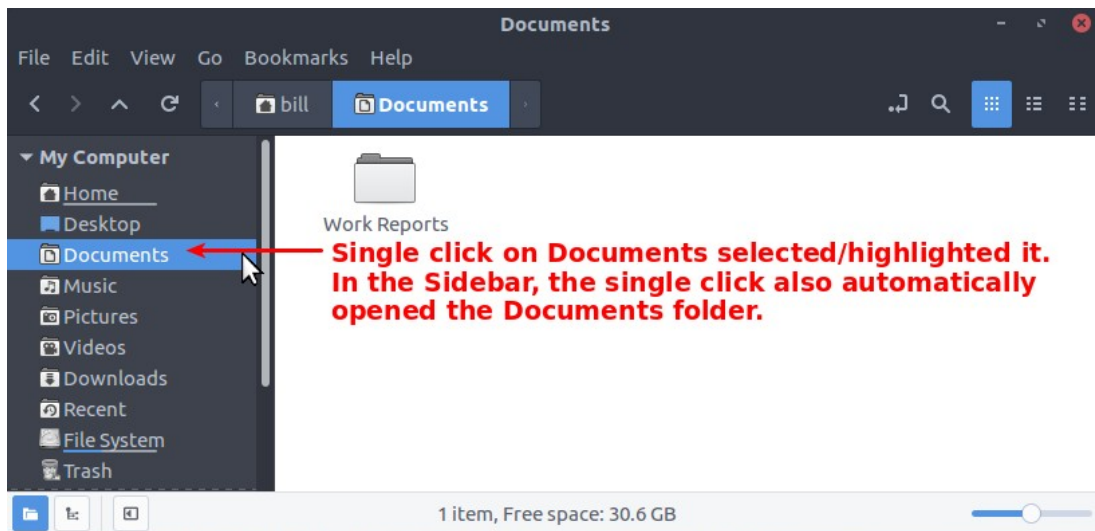 Documents
File Edit View Go Bookmarks Help
bill Documents
My Computer
Home
Desktop
Documents
Music
Pictures
Videos
Downloads
Recent
File System
Trash
Work Reports
Single click on Documents selected/highlighted it.
In the Sidebar, the single click also automatically
opened the Documents folder.
1 item, Free space: 30.6 GB